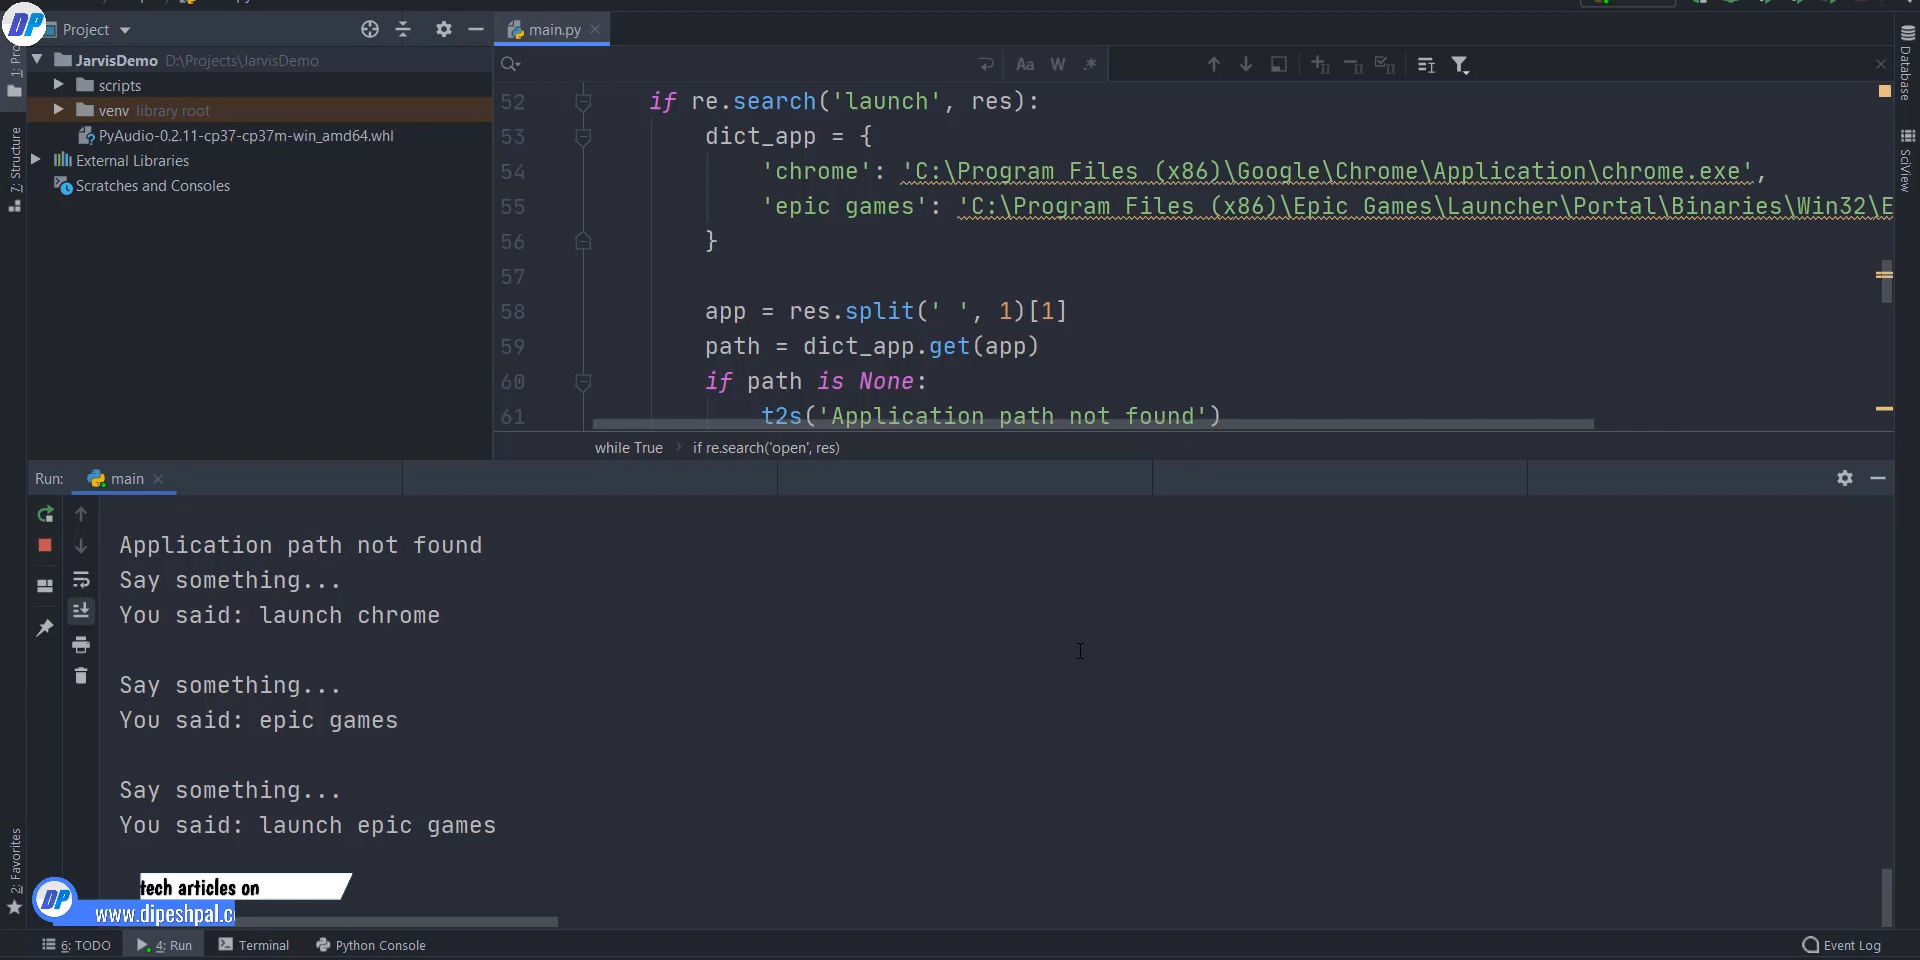 DP
Project
main.py
JarvisDemo D:\Projects\JarvisDemo
scripts
venv library root
PyAudio-0.2.11-cp37-cp37m-win_amd64.whl
External Libraries
Scratches and Consoles
1: Pro
7: Structure
2: Favorites
Aa W .*
52 if re.search('launch', res):
53 dict_app = {
54 'chrome': 'C:\Program Files (x86)\Google\Chrome\Application\chrome.exe',
55 'epic games': 'C:\Program Files (x86)\Epic Games\Launcher\Portal\Binaries\Win32\E
56 }
57
58 app = res.split(' ', 1)[1]
59 path = dict_app.get(app)
60 if path is None:
61 t2s('Application path not found')
while True if re.search('open', res)
Database
SciView
Run: main
Application path not found
Say something...
You said: launch chrome
Say something...
You said: epic games
Say something...
You said: launch epic games
tech articles on
DP www.dipeshpal.c
6: TODO 4: Run Terminal Python Console Event Log